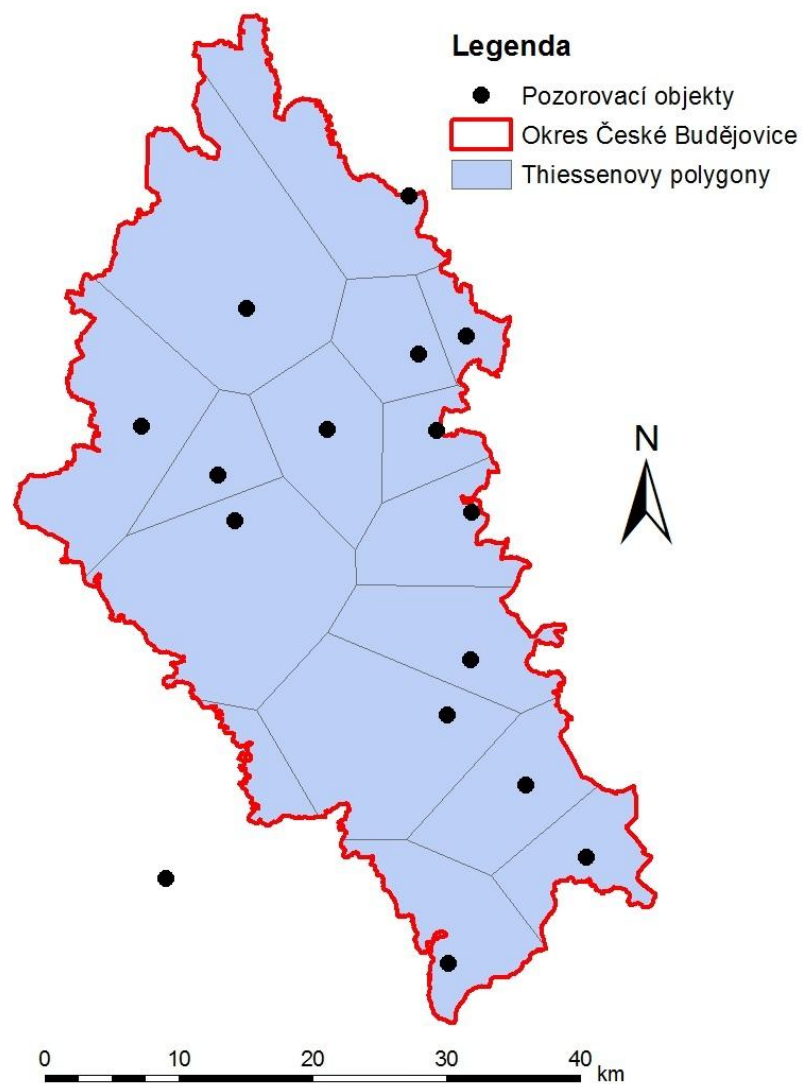 Legenda
Pozorovací objekty
Okres České Budějovice
Thiessenovy polygony
N
0 10 20 30 40 km